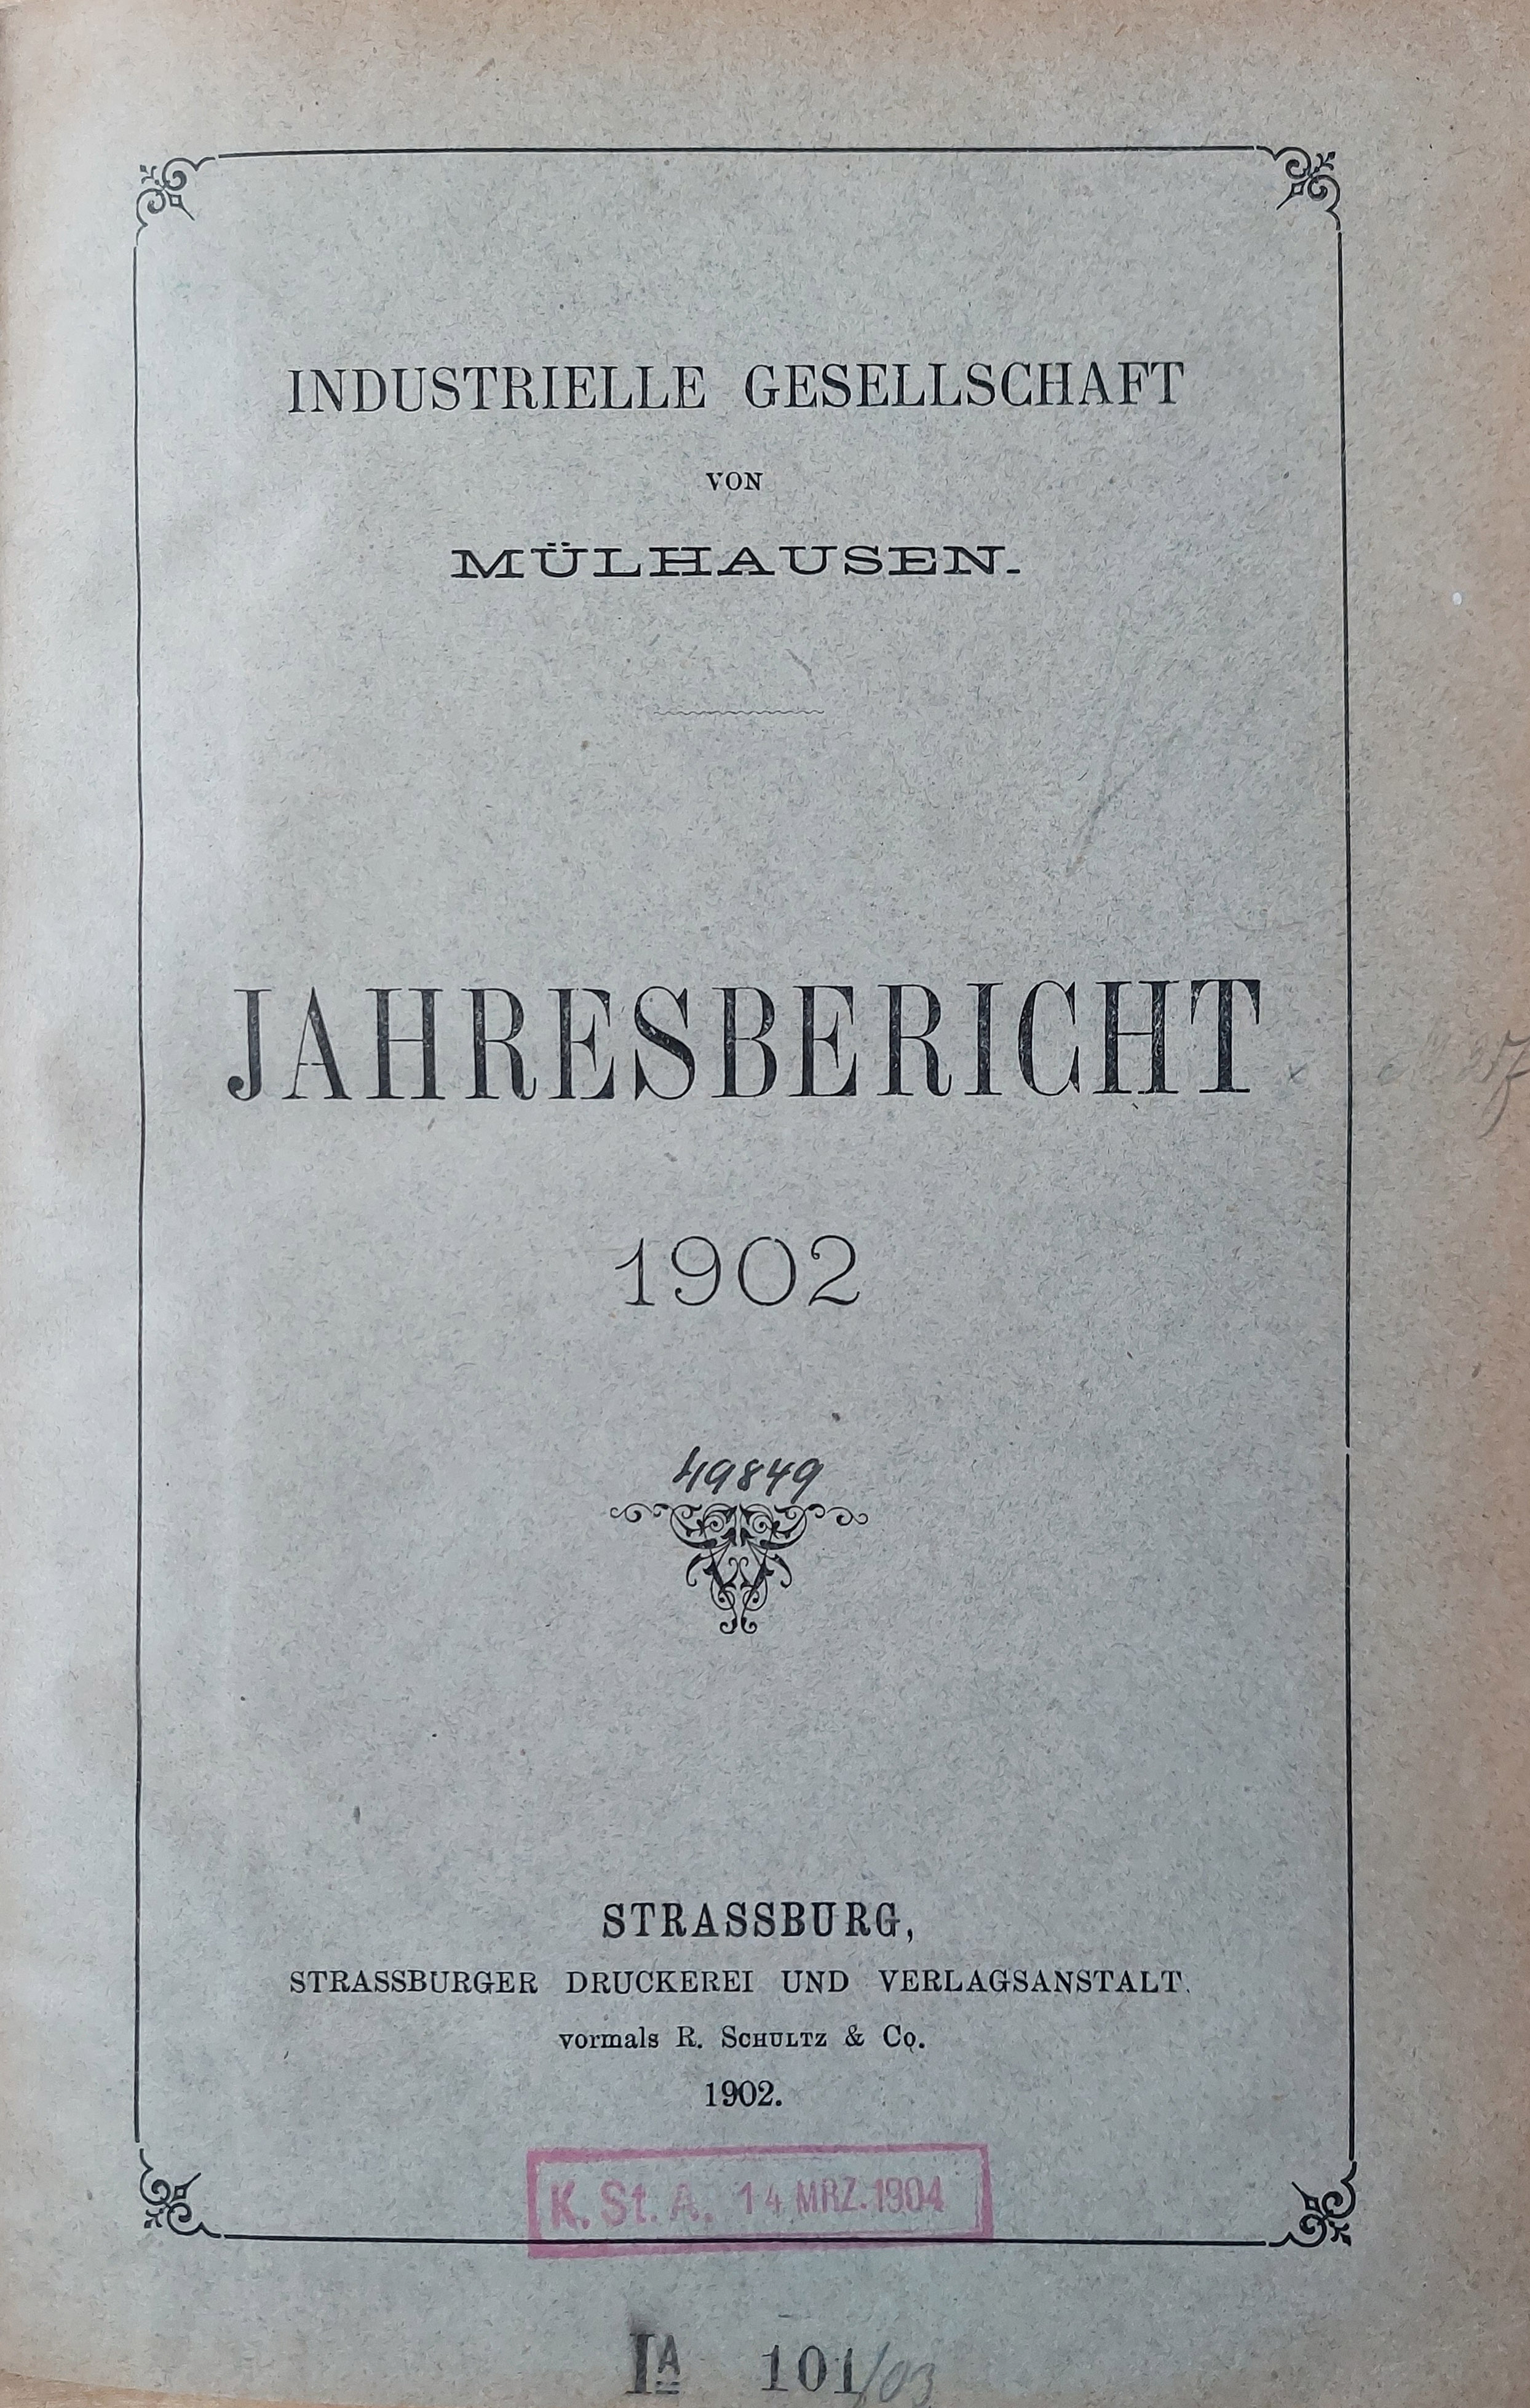 INDUSTRIELLE GESELLSCHAFT
VON
MÜLHAUSEN.
JAHRESBERICHT
1902
49849
STRASSBURG,
STRASSBURGER DRUCKEREI UND VERLAGSANSTALT.
vormals R. SCHULTZ & Co.
1902.
K. St. A. 14 MRZ. 1904
IA 101/03